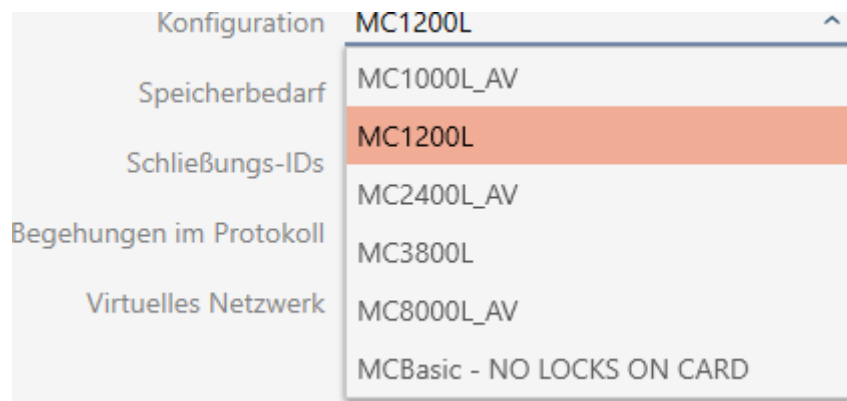 Konfiguration MC1200L
MC1000L_AV
Speicherbedarf
MC1200L
Schließungs-IDs
MC2400L_AV
Begehungen im Protokoll
MC3800L
Virtuelles Netzwerk
MC8000L_AV
MCBasic - NO LOCKS ON CARD